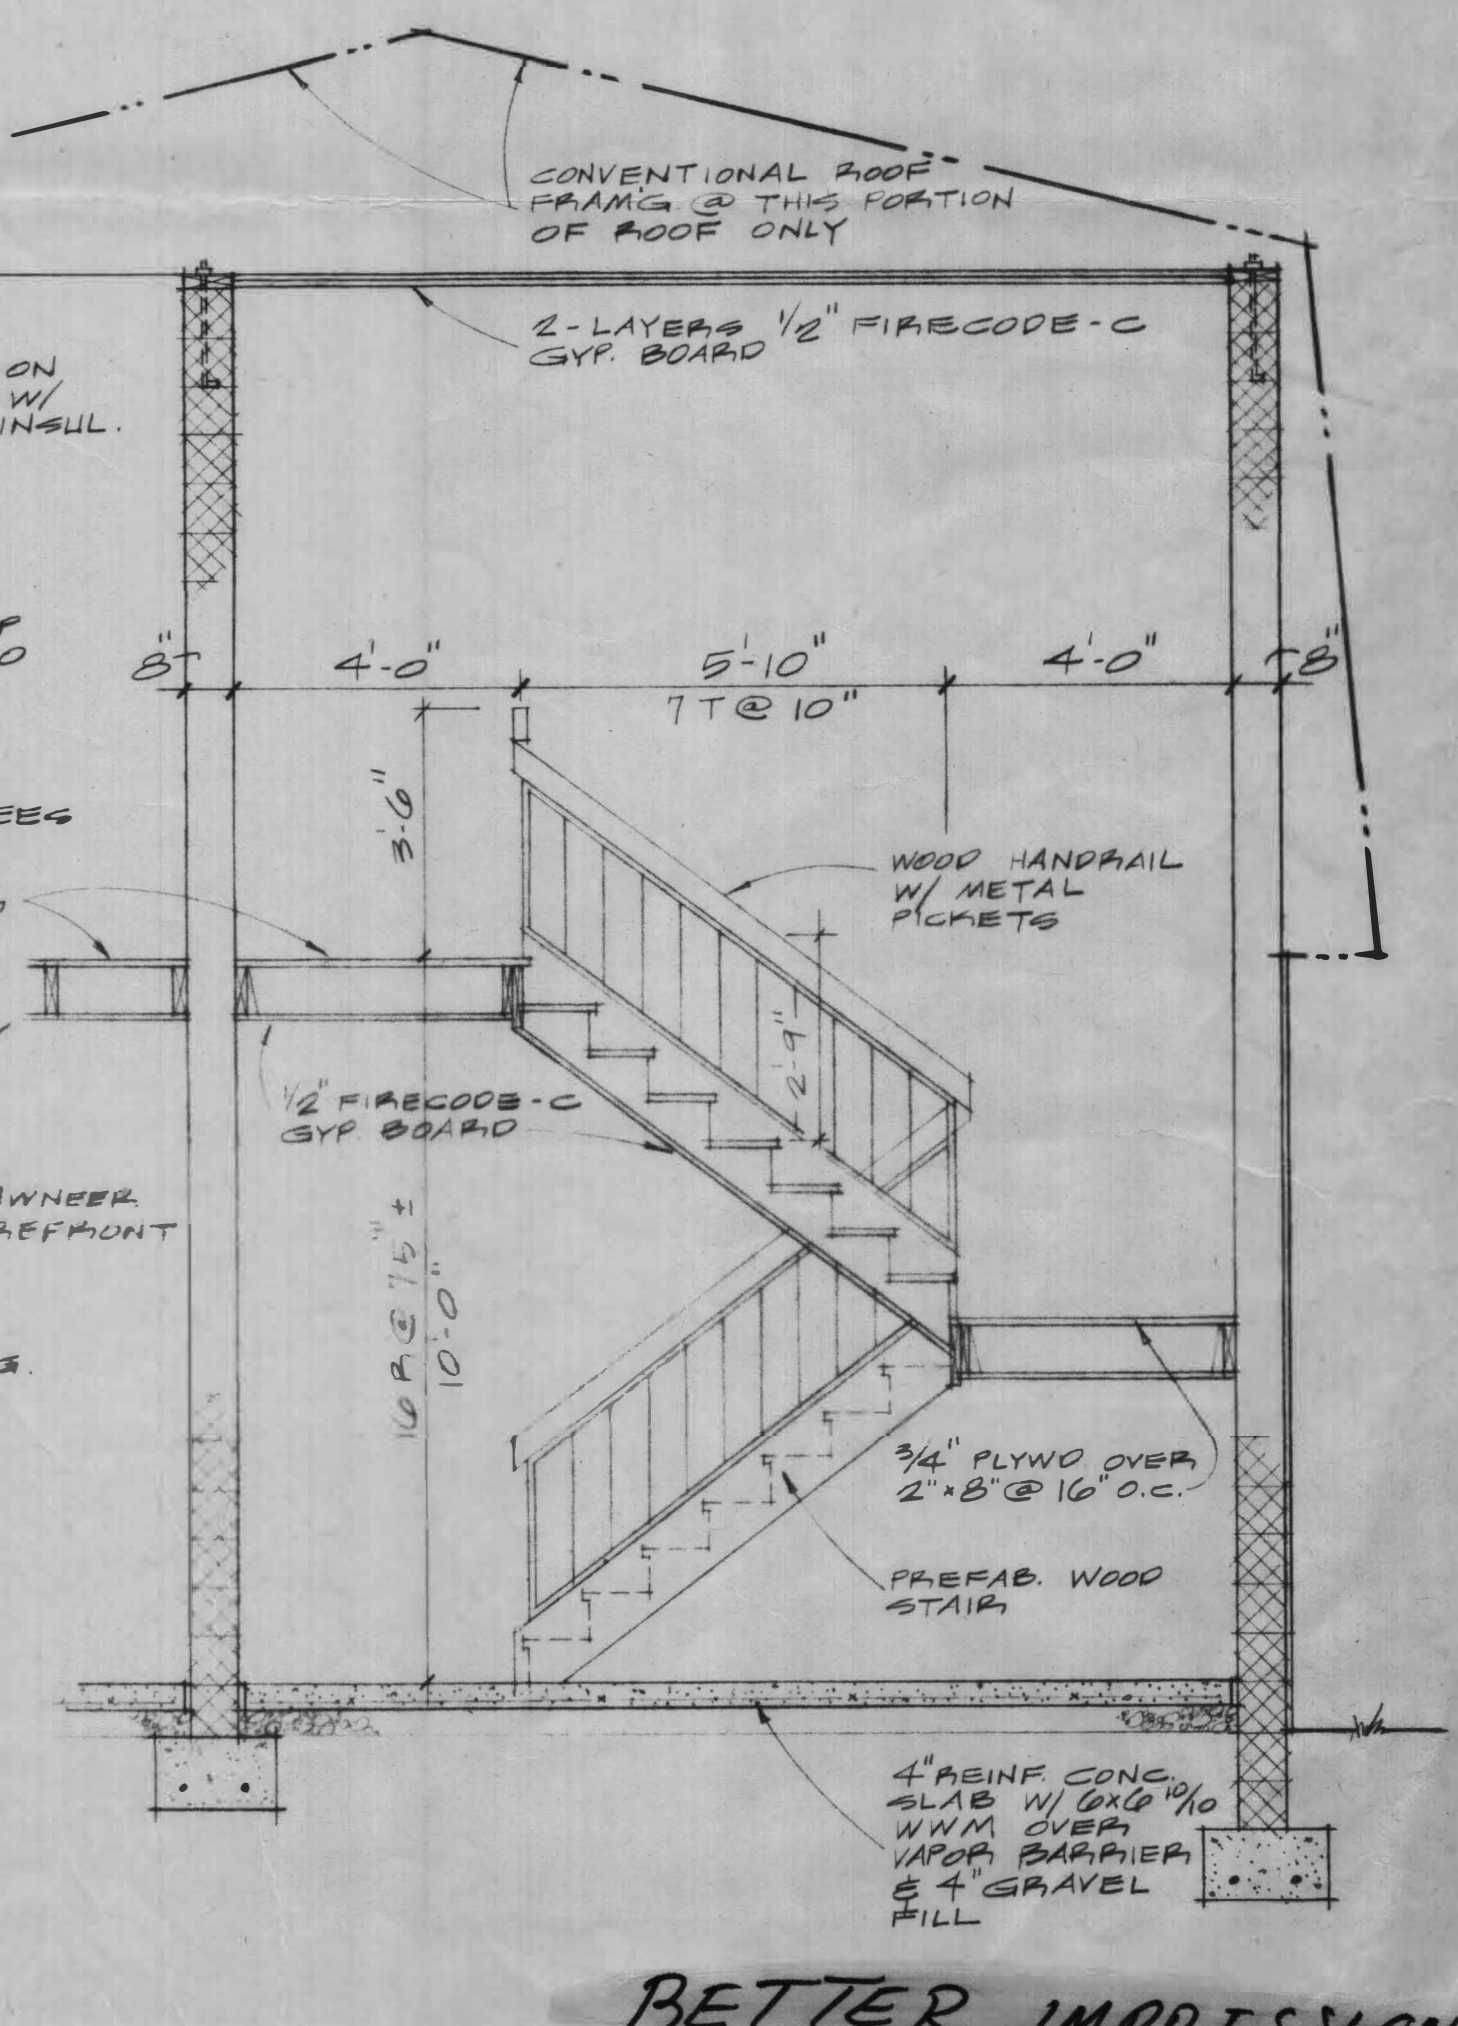 CONVENTIONAL ROOF
FRAM'G @ THIS PORTION
OF ROOF ONLY
2-LAYERS 1/2" FIRECODE-C
GYP. BOARD
ON
W/
INSUL.
8"
4'-0"
5'-10"
4'-0"
8"
7 T @ 10"
3'-6"
EES
WOOD HANDRAIL
W/ METAL
PICKETS
2'-9"
1/2" FIRECODE-C
GYP. BOARD
WNEER
REFRONT
16 R @ 7.5" ±
10'-0"
G.
3/4" PLYWD OVER
2"x8" @ 16" O.C.
PREFAB. WOOD
STAIR
4" REINF. CONC.
SLAB W/ 6x6 10/10
WWM OVER
VAPOR BARRIER
& 4" GRAVEL
FILL
BETTER